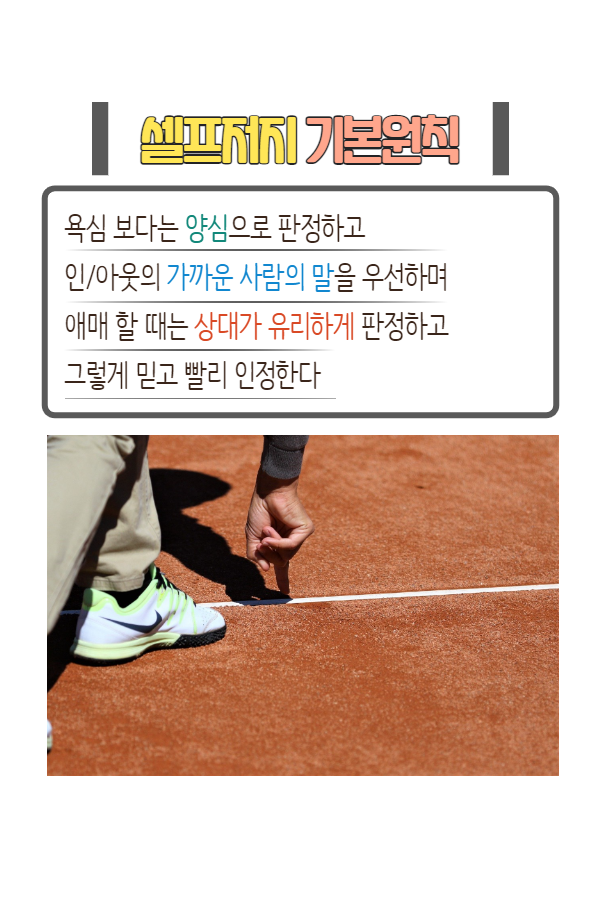 셀프저지 기본원칙
욕심 보다는 양심으로 판정하고
인/아웃의 가까운 사람의 말을 우선하며
애매 할 때는 상대가 유리하게 판정하고
그렇게 믿고 빨리 인정한다